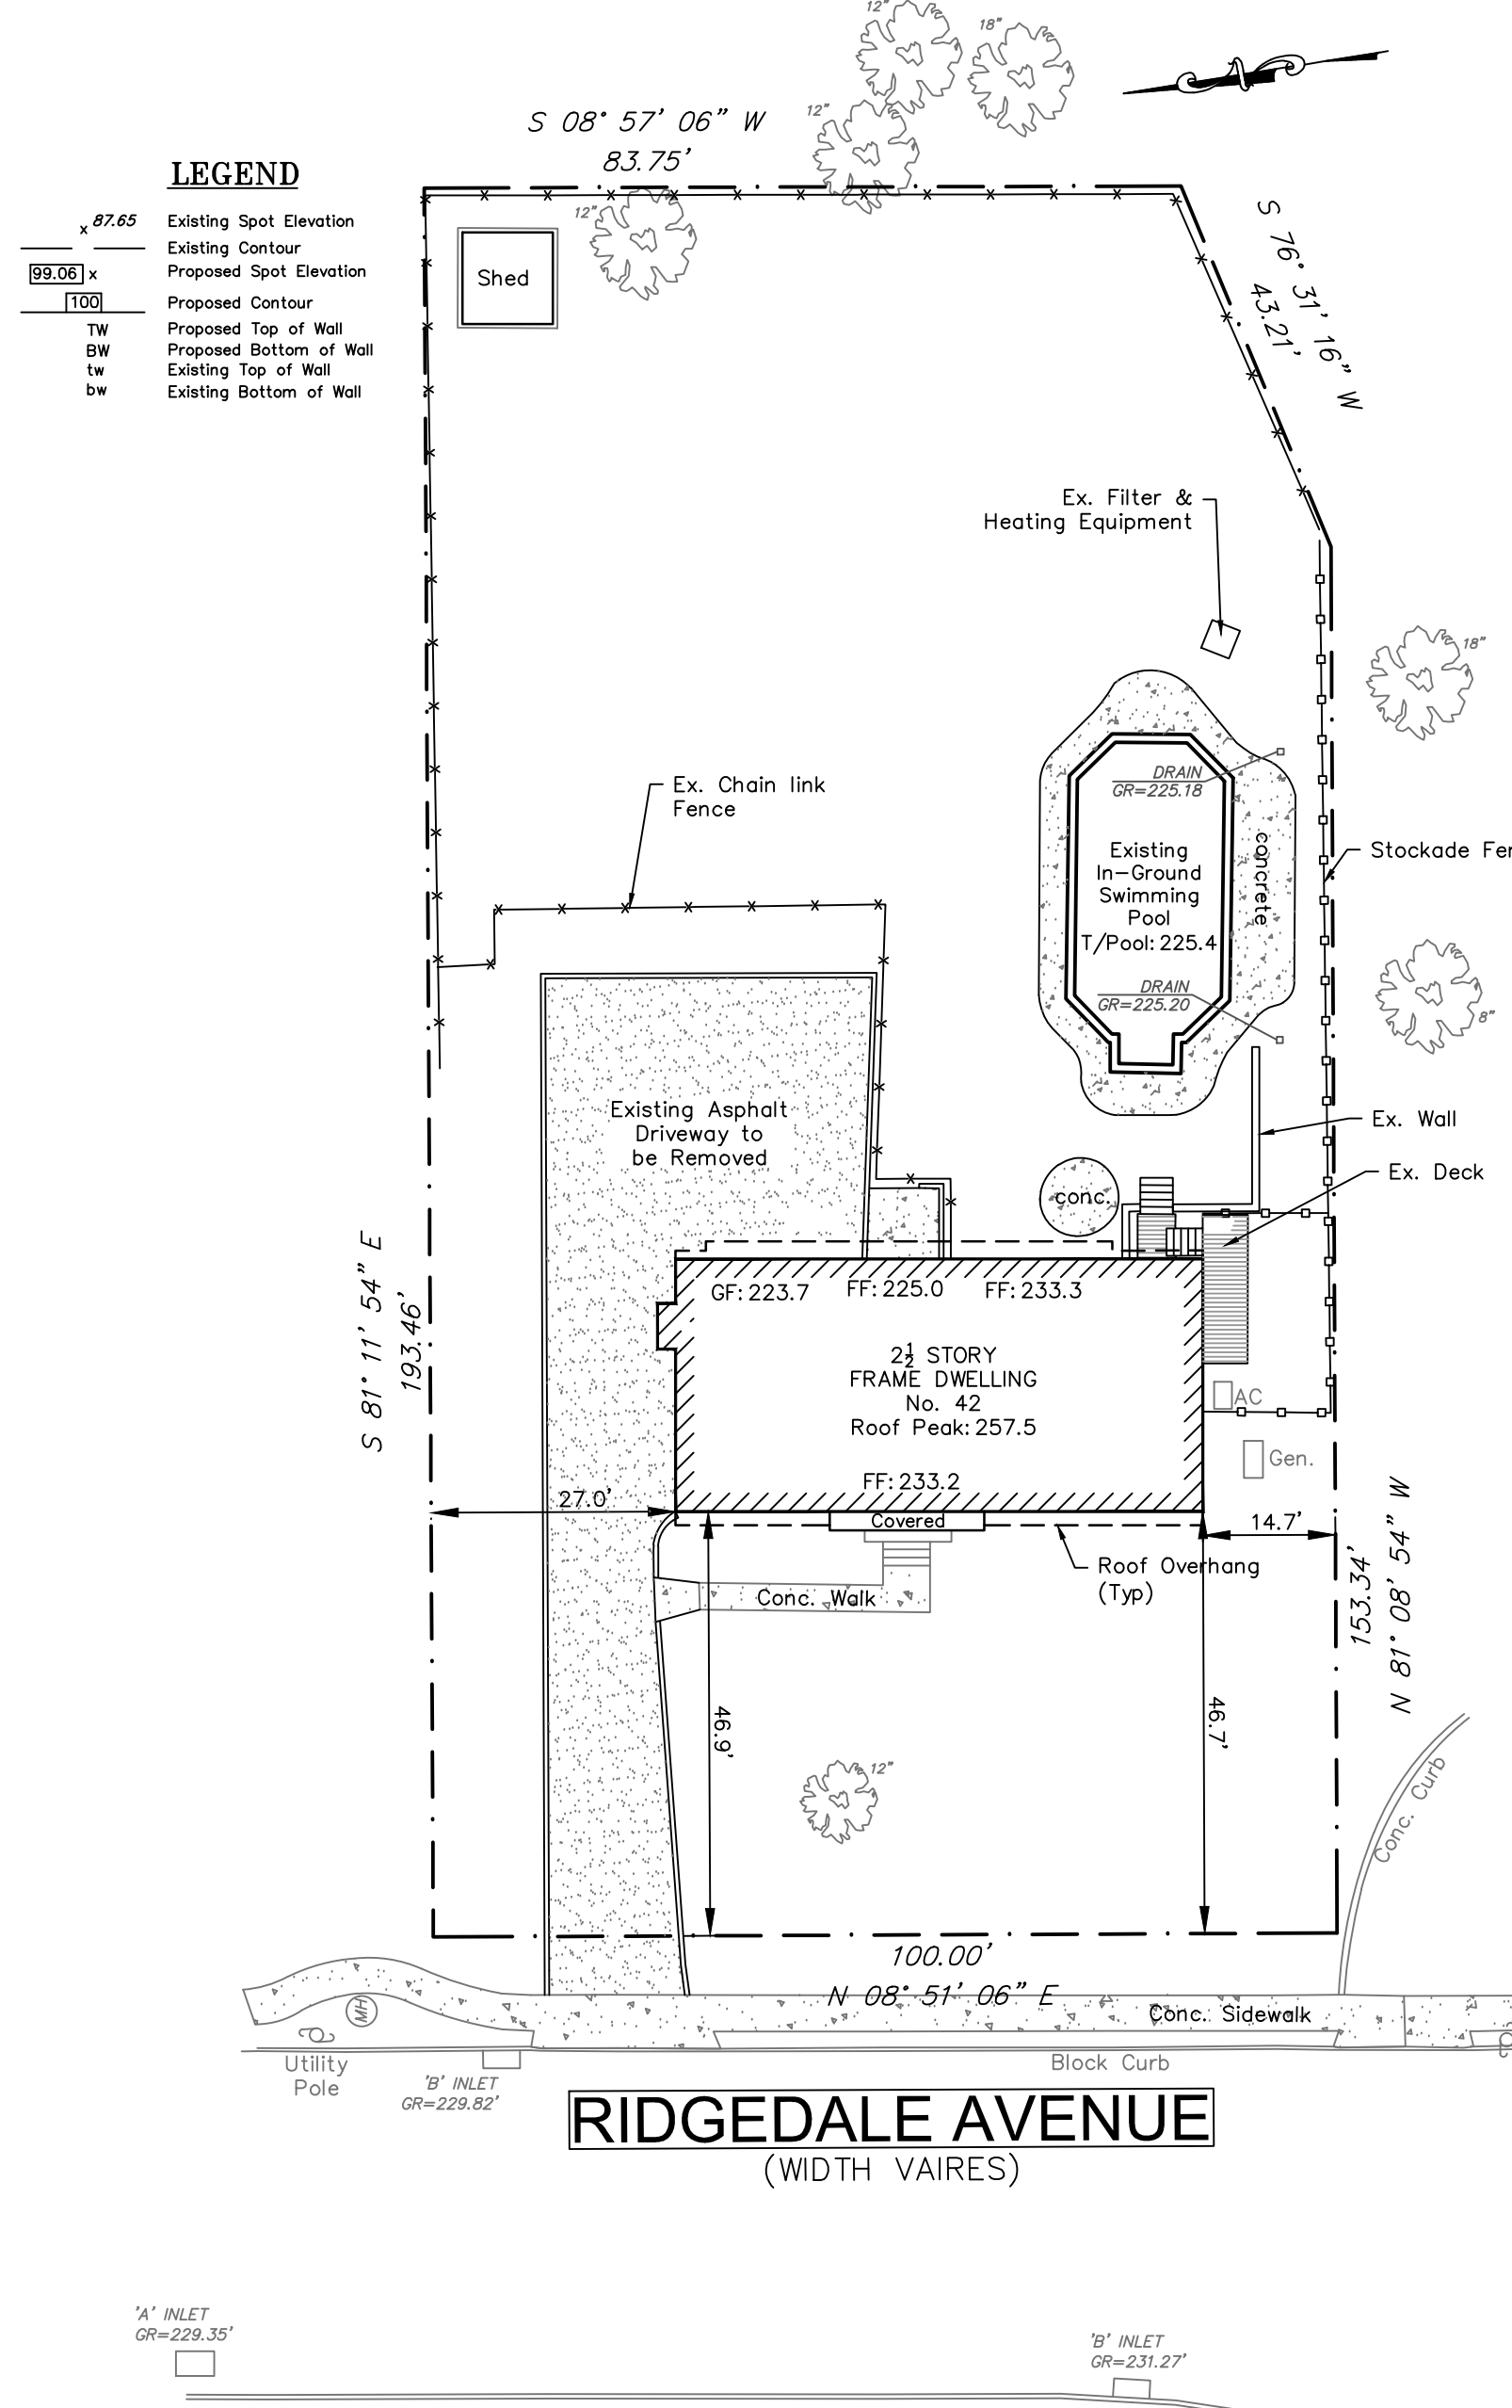 12"
18"
12"
S 08° 57' 06" W
83.75'
LEGEND
x 87.65 Existing Spot Elevation
Existing Contour
99.06 x Proposed Spot Elevation
100 Proposed Contour
TW Proposed Top of Wall
BW Proposed Bottom of Wall
tw Existing Top of Wall
bw Existing Bottom of Wall
12"
Shed
S 76° 31' 16" W
43.21'
Ex. Filter &
Heating Equipment
18"
Ex. Chain link
Fence
DRAIN
GR=225.18
Existing
In-Ground
Swimming
Pool
T/Pool: 225.4
concrete
Stockade Fen
DRAIN
GR=225.20
8"
Existing Asphalt
Driveway to
be Removed
Ex. Wall
Ex. Deck
conc.
S 81° 11' 54" E
193.46'
GF: 223.7
FF: 225.0
FF: 233.3
2½ STORY
FRAME DWELLING
No. 42
Roof Peak: 257.5
AC
Gen.
FF: 233.2
27.0'
Covered
14.7'
Roof Overhang
(Typ)
Conc. Walk
153.34'
N 81° 08' 54" W
46.9'
46.7'
12"
Conc. Curb
100.00'
N 08° 51' 06" E
MH
Conc. Sidewalk
Utility
Pole
'B' INLET
GR=229.82'
Block Curb
RIDGEDALE AVENUE
(WIDTH VAIRES)
'A' INLET
GR=229.35'
'B' INLET
GR=231.27'